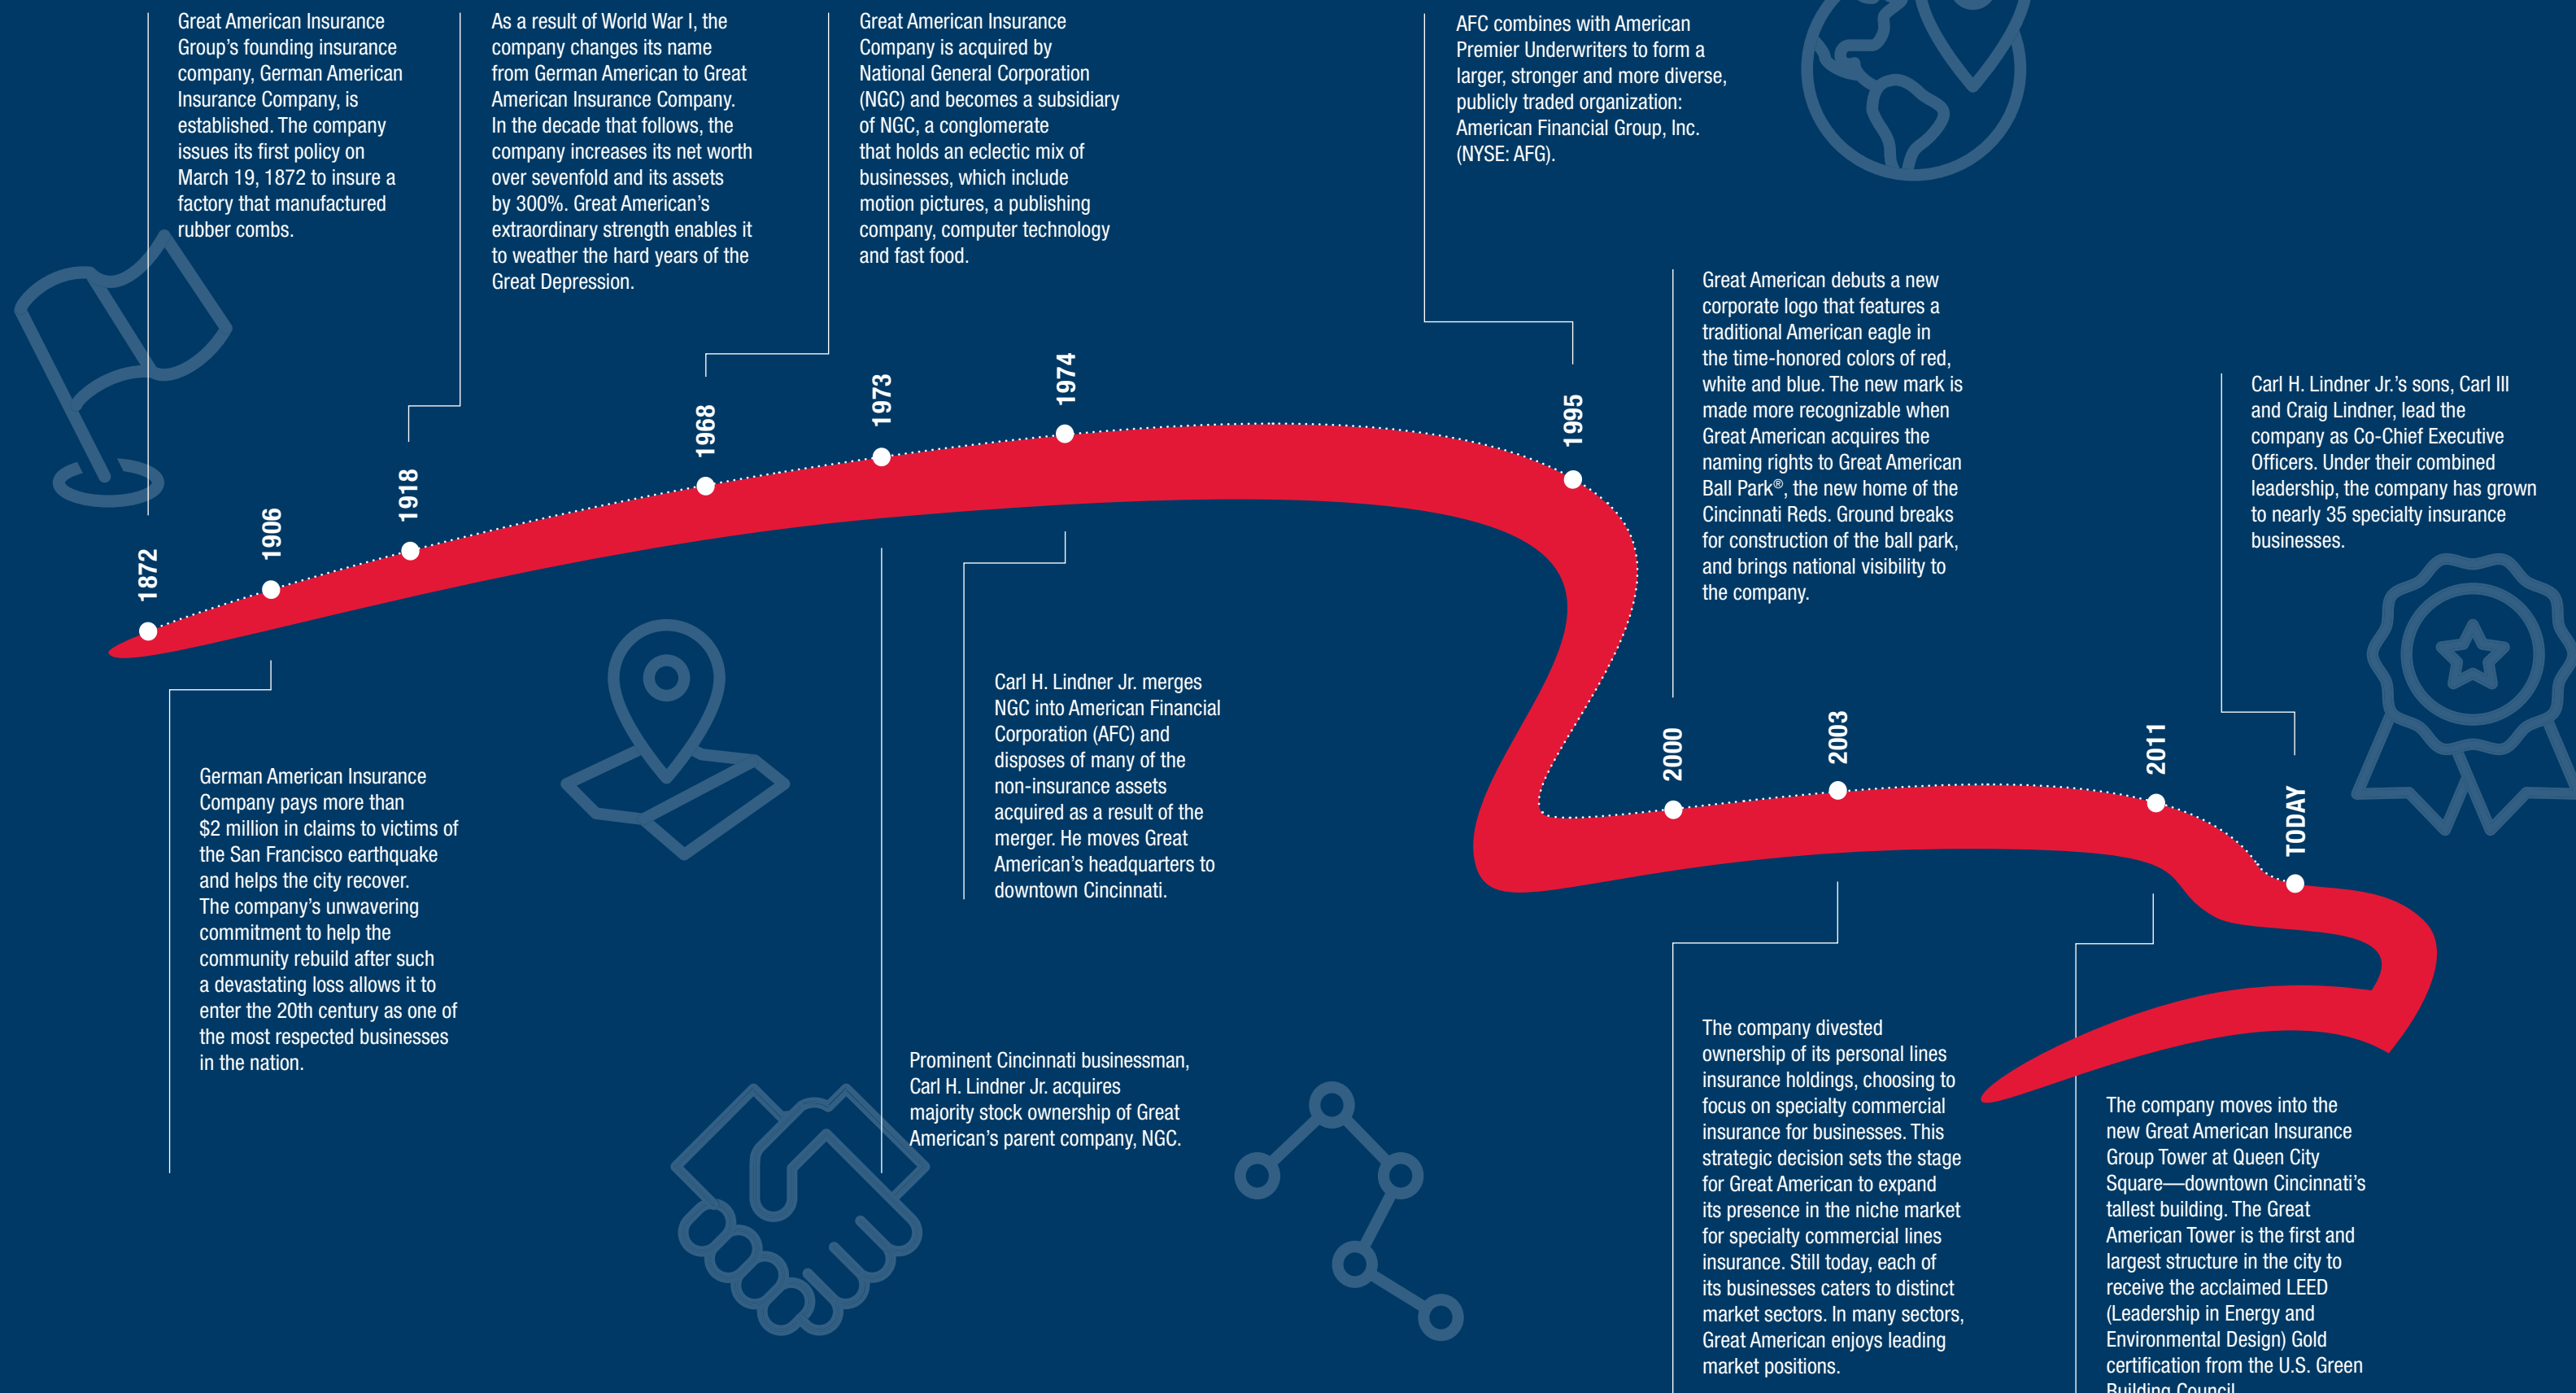 Great American Insurance
Group's founding insurance
company, German American
Insurance Company, is
established. The company
issues its first policy on
March 19, 1872 to insure a
factory that manufactured
rubber combs.
1872
1906
German American Insurance
Company pays more than
$2 million in claims to victims of
the San Francisco earthquake
and helps the city recover.
The company's unwavering
commitment to help the
community rebuild after such
a devastating loss allows it to
enter the 20th century as one of
the most respected businesses
in the nation.
As a result of World War I, the
company changes its name
from German American to Great
American Insurance Company.
In the decade that follows, the
company increases its net worth
over sevenfold and its assets
by 300%. Great American's
extraordinary strength enables it
to weather the hard years of the
Great Depression.
1918
Great American Insurance
Company is acquired by
National General Corporation
(NGC) and becomes a subsidiary
of NGC, a conglomerate
that holds an eclectic mix of
businesses, which include
motion pictures, a publishing
company, computer technology
and fast food.
1968
1973
Prominent Cincinnati businessman,
Carl H. Lindner Jr. acquires
majority stock ownership of Great
American's parent company, NGC.
1974
Carl H. Lindner Jr. merges
NGC into American Financial
Corporation (AFC) and
disposes of many of the
non-insurance assets
acquired as a result of the
merger. He moves Great
American's headquarters to
downtown Cincinnati.
AFC combines with American
Premier Underwriters to form a
larger, stronger and more diverse,
publicly traded organization:
American Financial Group, Inc.
(NYSE: AFG).
1995
Great American debuts a new
corporate logo that features a
traditional American eagle in
the time-honored colors of red,
white and blue. The new mark is
made more recognizable when
Great American acquires the
naming rights to Great American
Ball Park®, the new home of the
Cincinnati Reds. Ground breaks
for construction of the ball park,
and brings national visibility to
the company.
2000
2003
The company divested
ownership of its personal lines
insurance holdings, choosing to
focus on specialty commercial
insurance for businesses. This
strategic decision sets the stage
for Great American to expand
its presence in the niche market
for specialty commercial lines
insurance. Still today, each of
its businesses caters to distinct
market sectors. In many sectors,
Great American enjoys leading
market positions.
2011
The company moves into the
new Great American Insurance
Group Tower at Queen City
Square—downtown Cincinnati's
tallest building. The Great
American Tower is the first and
largest structure in the city to
receive the acclaimed LEED
(Leadership in Energy and
Environmental Design) Gold
certification from the U.S. Green
Building Council
Carl H. Lindner Jr.'s sons, Carl III
and Craig Lindner, lead the
company as Co-Chief Executive
Officers. Under their combined
leadership, the company has grown
to nearly 35 specialty insurance
businesses.
TODAY